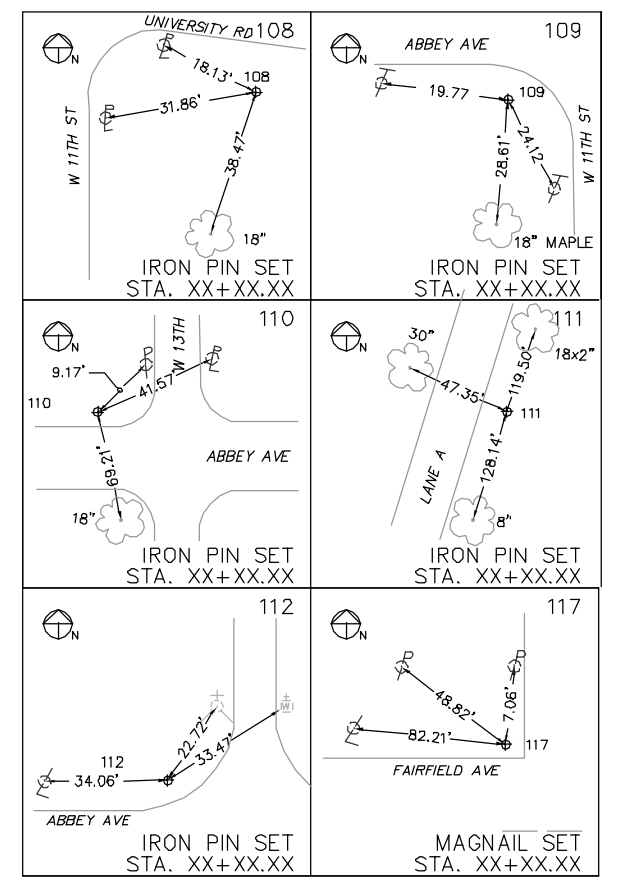 UNIVERSITY RD 108
N
P
18.13'
108
31.86'
P
L
W 11TH ST
38.47'
18"
IRON PIN SET
STA. XX+XX.XX
109
ABBEY AVE
N
T
19.77
109
24.12
28.61'
W 11TH ST
T
18" MAPLE
IRON PIN SET
STA. XX+XX.XX
110
N
W 13TH
P
P
9.17'
41.57'
110
69.21'
ABBEY AVE
18"
IRON PIN SET
STA. XX+XX.XX
111
N
30"
18x2"
119.50'
47.35'
111
128.14'
LANE A
8"
IRON PIN SET
STA. XX+XX.XX
112
N
W
22.72'
33.47'
112
34.06'
L
ABBEY AVE
IRON PIN SET
STA. XX+XX.XX
117
N
P
P
48.82'
7.06'
L
82.21'
117
FAIRFIELD AVE
MAGNAIL SET
STA. XX+XX.XX